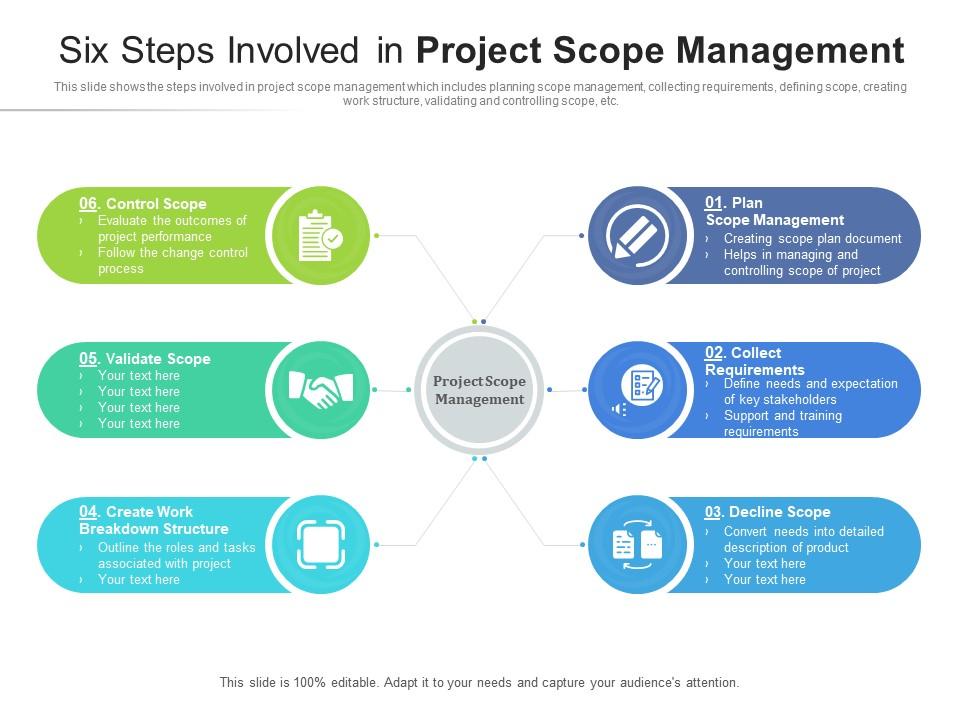 Six Steps Involved in Project Scope Management
This slide shows the steps involved in project scope management which includes planning scope management, collecting requirements, defining scope, creating
work structure, validating and controlling scope, etc.
06. Control Scope
› Evaluate the outcomes of
project performance
› Follow the change control
process
01. Plan
Scope Management
› Creating scope plan document
› Helps in managing and
controlling scope of project
05. Validate Scope
› Your text here
› Your text here
› Your text here
› Your text here
Project Scope
Management
02. Collect
Requirements
› Define needs and expectation
of key stakeholders
› Support and training
requirements
04. Create Work
Breakdown Structure
› Outline the roles and tasks
associated with project
› Your text here
03. Decline Scope
› Convert needs into detailed
description of product
› Your text here
› Your text here
This slide is 100% editable. Adapt it to your needs and capture your audience's attention.